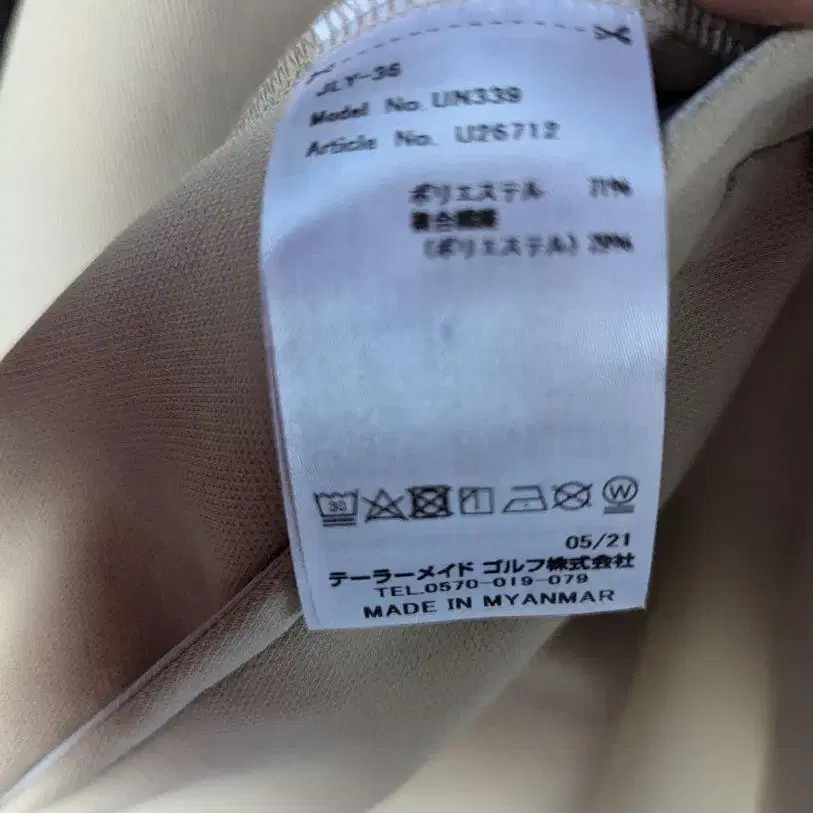 JLY-36
Model No. UN339
Article No. U26712
ポリエステル 71%
複合繊維
(ポリエステル) 29%
30
W
05/21
テーラーメイド ゴルフ株式会社
TEL.0570-019-079
MADE IN MYANMAR